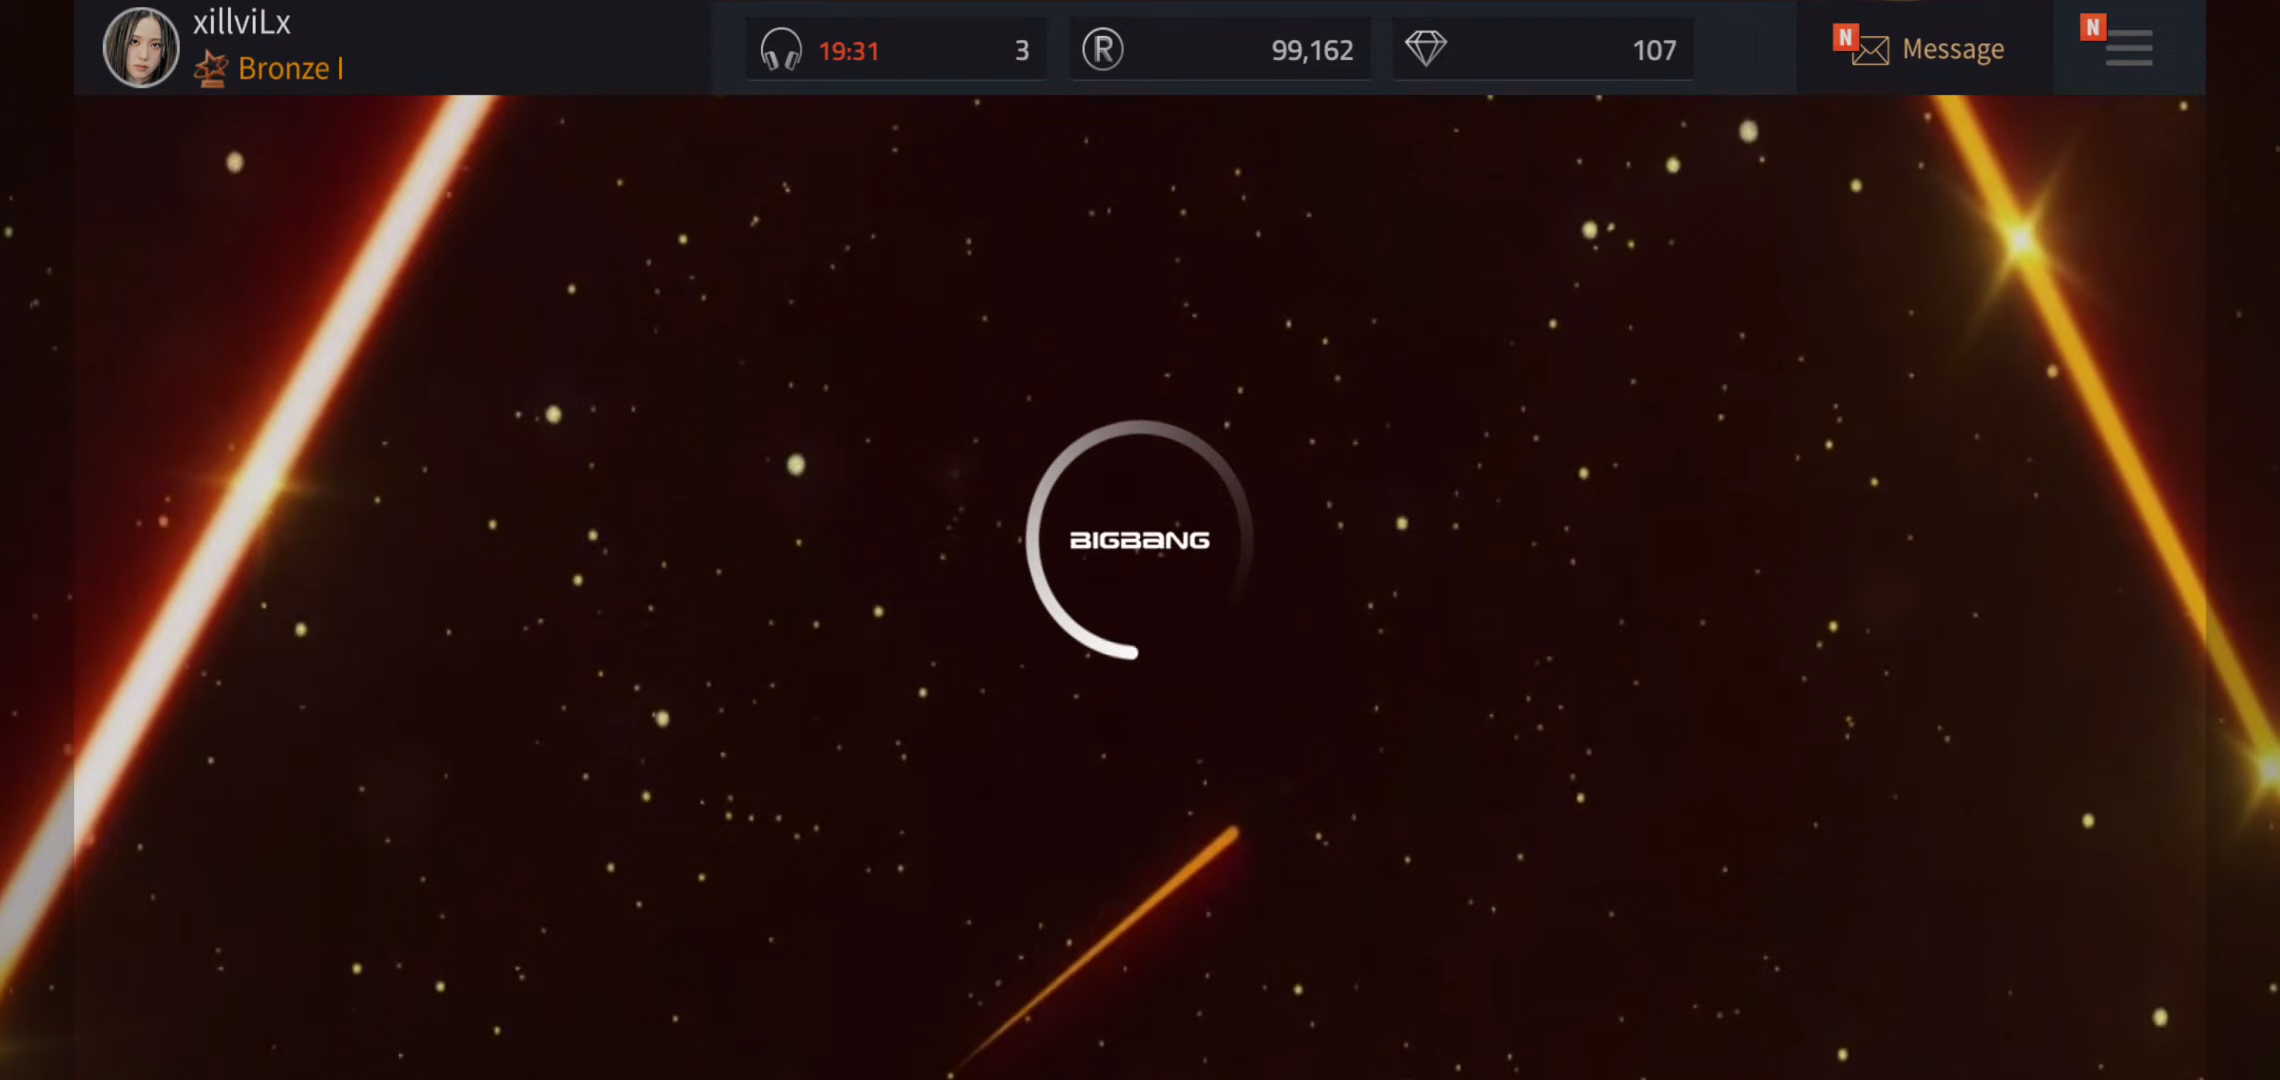 xillviLx
Bronze I
19:31 3
R 99,162
107
N Message
N
BIGBANG